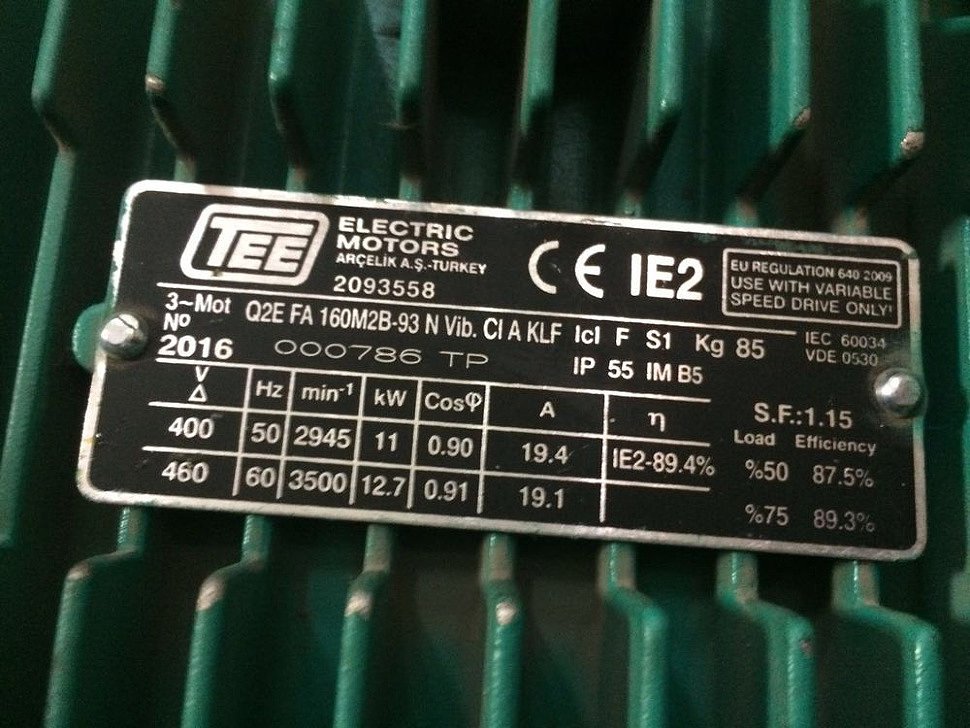 TEE
ELECTRIC
MOTORS
ARÇELİK A.Ş.-TURKEY
2093558
CE IE2
EU REGULATION 640 2009
USE WITH VARIABLE
SPEED DRIVE ONLY!
3~Mot Q2E FA 160M2B-93 N Vib. Cl A KLF Icl F S1 Kg 85
IEC 60034
VDE 0530
Nº
2016 000786 TP IP 55 IM B5
V Δ Hz min-1 kW Cosφ A η
400 50 2945 11 0.90 19.4 IE2-89.4%
460 60 3500 12.7 0.91 19.1
S.F.:1.15
Load Efficiency
%50 87.5%
%75 89.3%